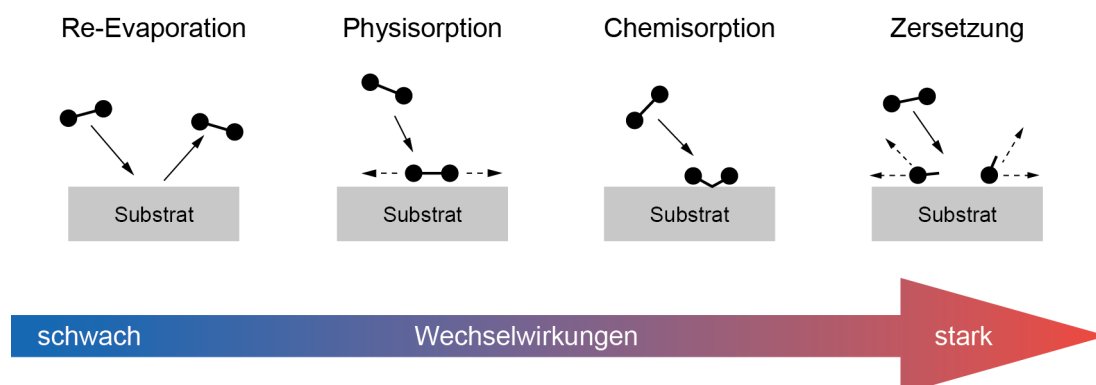 Re-Evaporation Physisorption Chemisorption Zersetzung
Substrat Substrat Substrat Substrat
schwach Wechselwirkungen stark